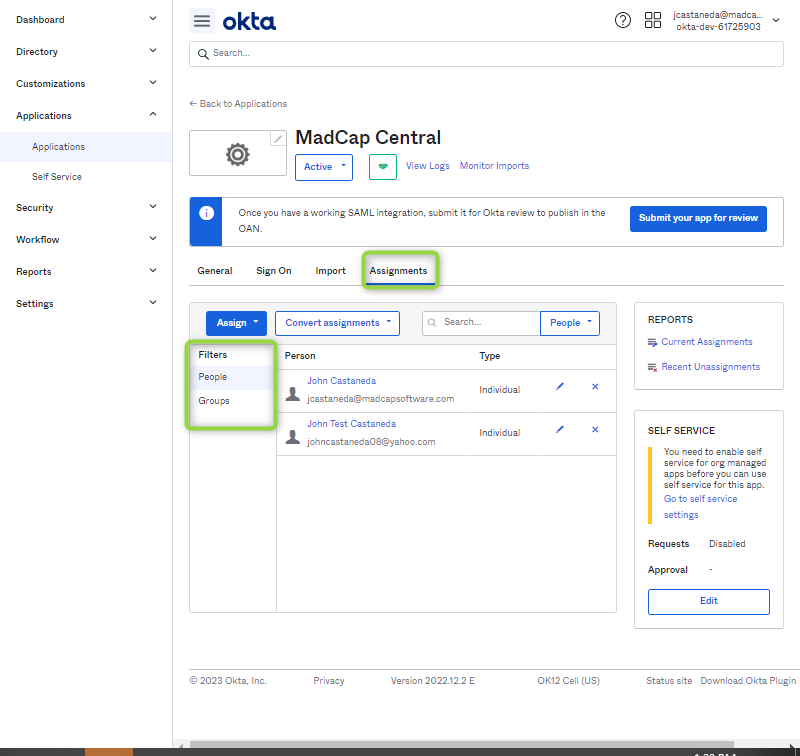 Dashboard
Directory
Customizations
Applications
Applications
Self Service
Security
Workflow
Reports
Settings
okta
jcastaneda@madca...
okta-dev-61725903
Search...
← Back to Applications
MadCap Central
Active
View Logs
Monitor Imports
Once you have a working SAML integration, submit it for Okta review to publish in the
OAN.
Submit your app for review
General
Sign On
Import
Assignments
Assign
Convert assignments
Search...
People
Filters
People
Groups
Person
Type
John Castaneda
jcastaneda@madcapsoftware.com
Individual
John Test Castaneda
johncastaneda08@yahoo.com
Individual
REPORTS
Current Assignments
Recent Unassignments
SELF SERVICE
You need to enable self
service for org managed
apps before you can use
self service for this app.
Go to self service
settings
Requests Disabled
Approval -
Edit
© 2023 Okta, Inc.
Privacy
Version 2022.12.2 E
OK12 Cell (US)
Status site
Download Okta Plugin